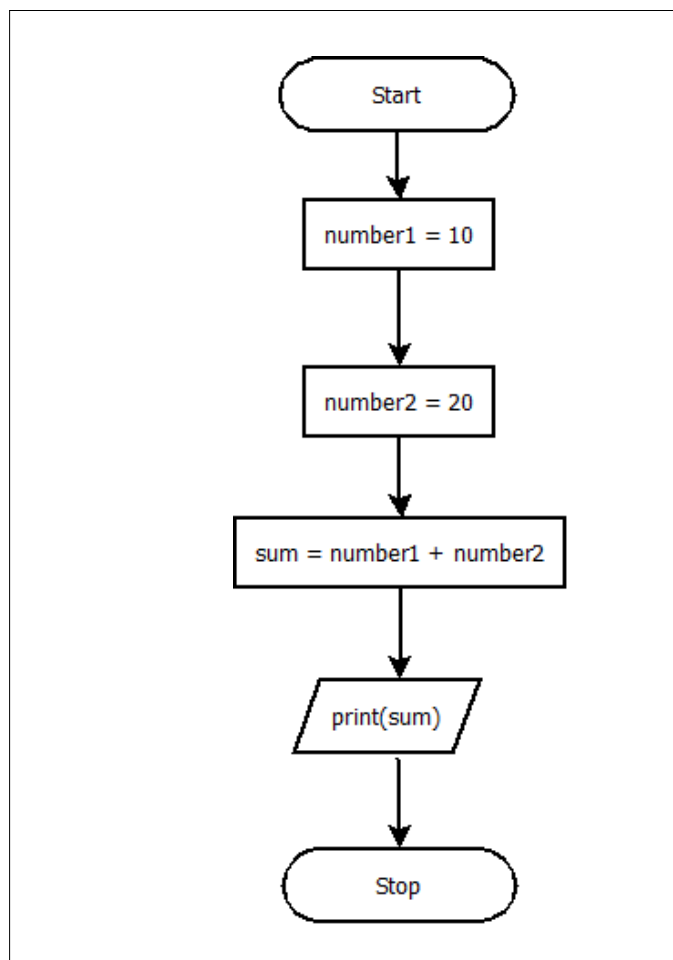 Start
number1 = 10
number2 = 20
sum = number1 + number2
print(sum)
Stop